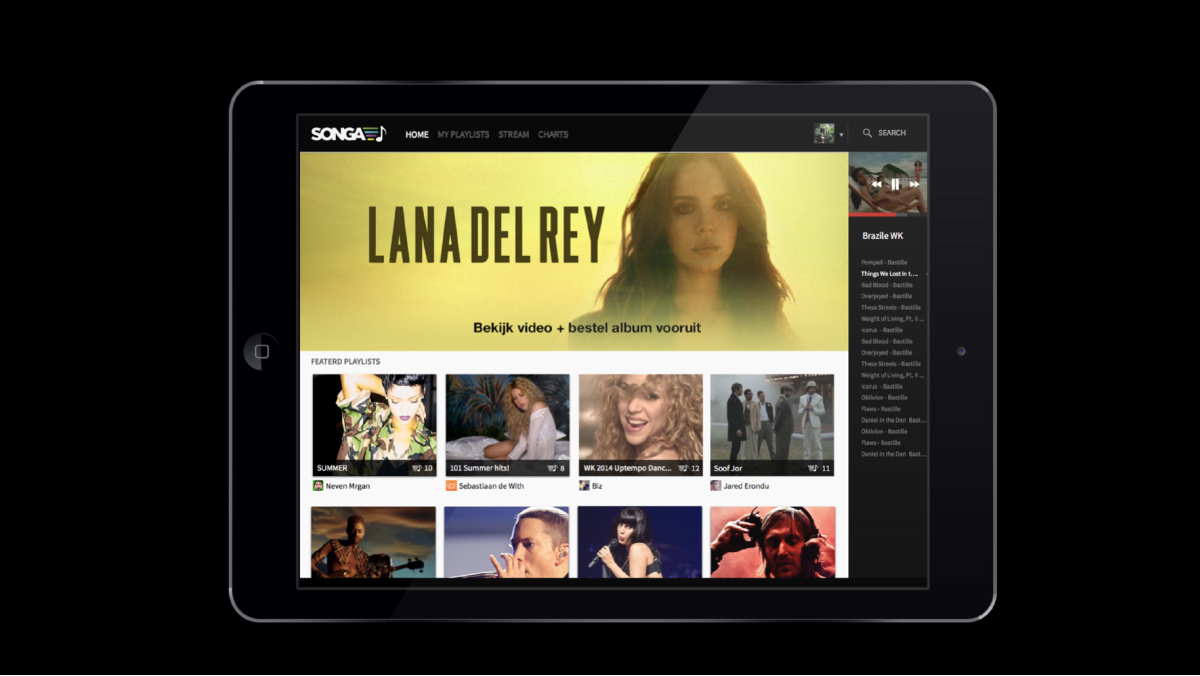 SONGA
HOME MY PLAYLISTS STREAM CHARTS
SEARCH
LANA DEL REY
Bekijk video + bestel album vooruit
FEATERD PLAYLISTS
SUMMER 10
Neven Mrgan
101 Summer hits! 8
Sebastiaan de With
WK 2014 Uptempo Danc... 12
Biz
Soof Jor 11
Jared Erondu
Brazile WK
Pompeii - Bastille
Things We Lost In t....
Bad Blood - Bastille
Overjoyed - Bastille
These Streets - Bastille
Weight of Living, Pt. II ...
Icarus - Bastille
Bad Blood - Bastille
Overjoyed - Bastille
These Streets - Bastille
Weight of Living, Pt. II ...
Icarus - Bastille
Oblivion - Bastille
Flaws - Bastille
Daniel in the Den Bast...
Oblivion - Bastille
Flaws - Bastille
Daniel in the Den Bast...